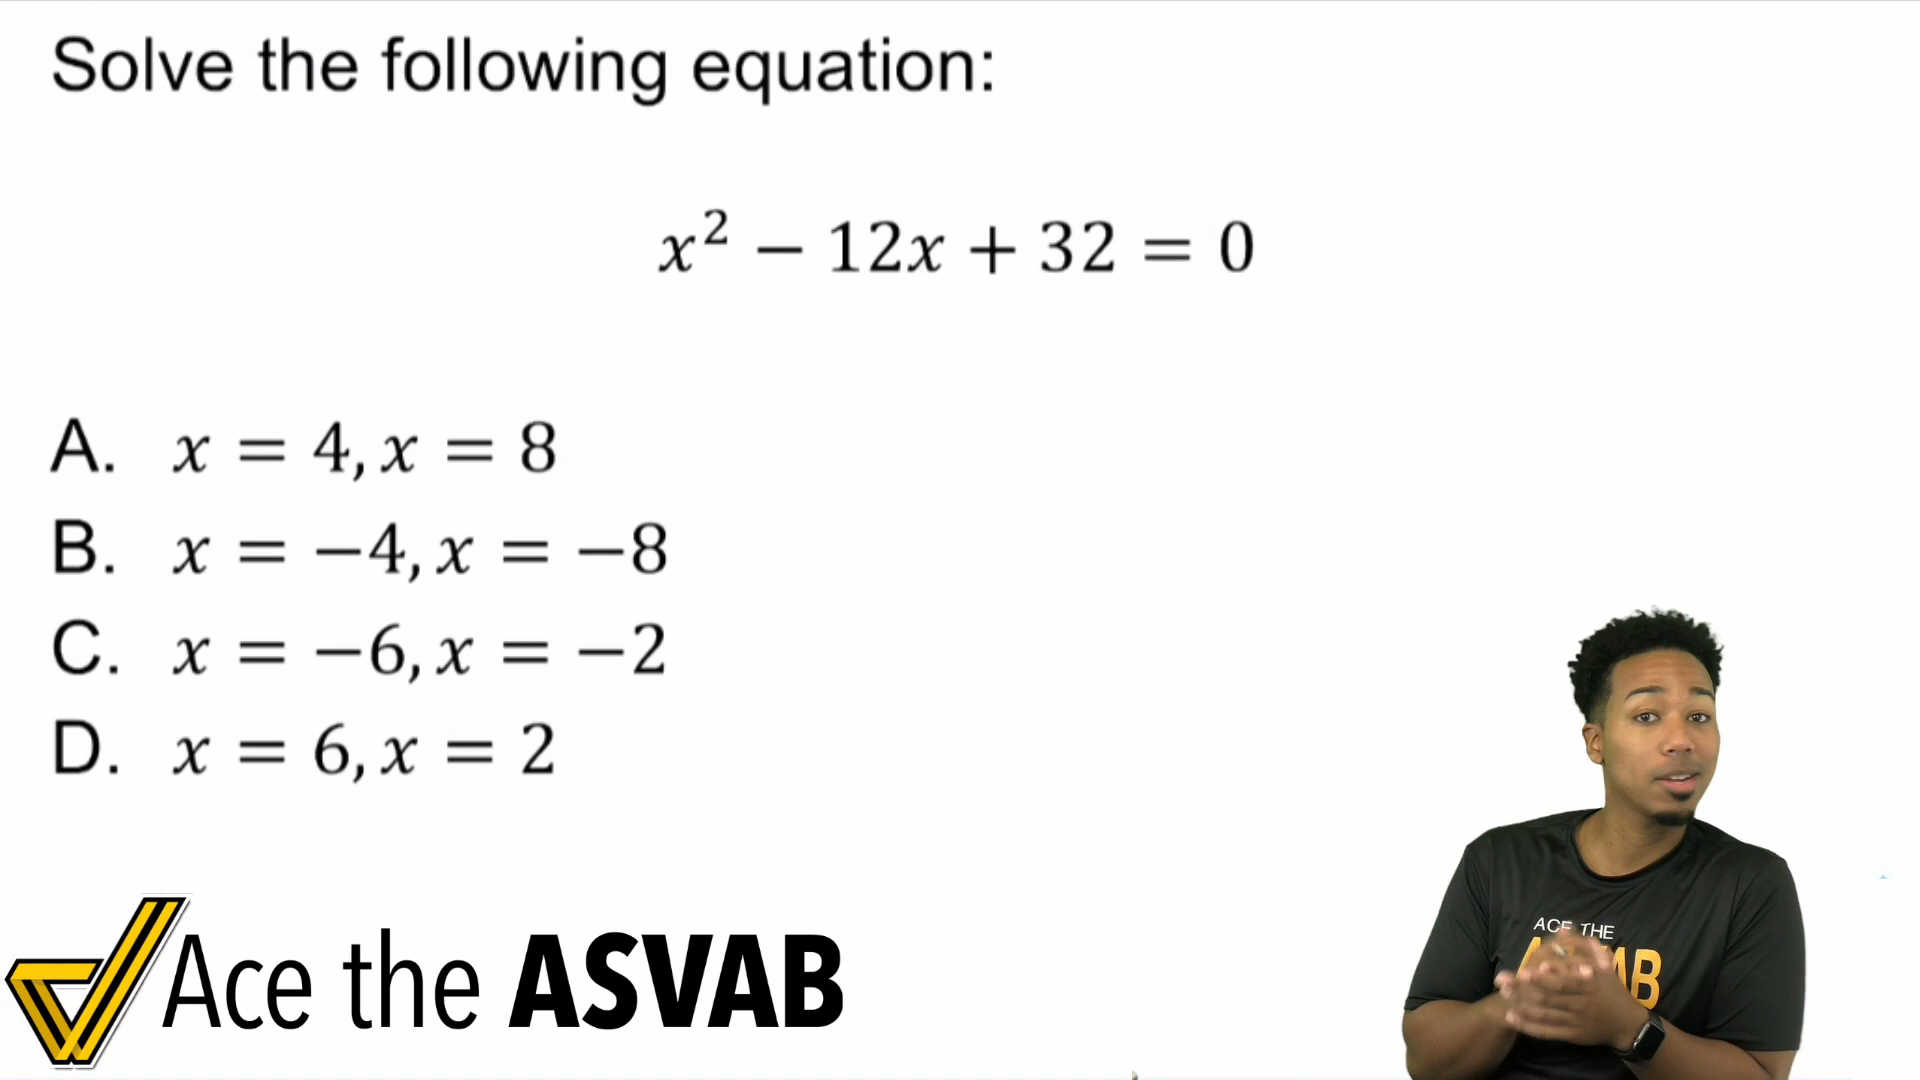 Solve the following equation:
x² − 12x + 32 = 0
A. x = 4, x = 8
B. x = −4, x = −8
C. x = −6, x = −2
D. x = 6, x = 2
Ace the ASVAB
ACE THE